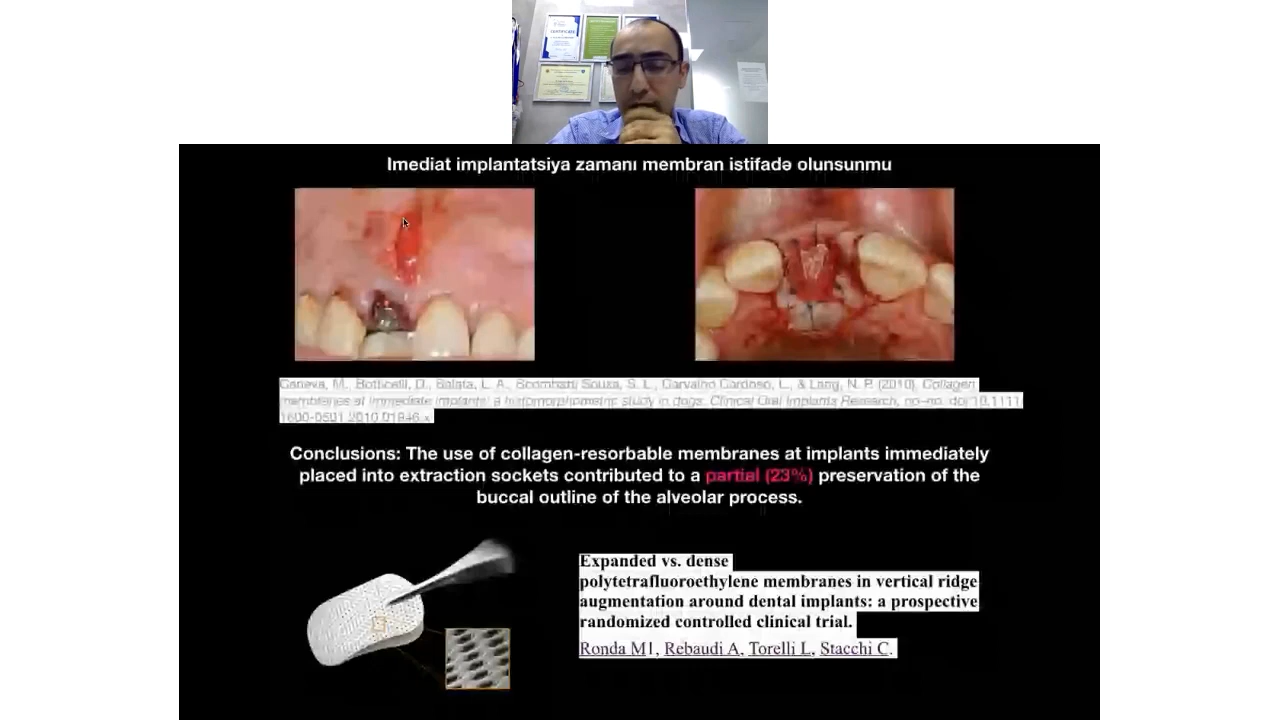 CERTIFICATE
Imediat implantatsiya zamanı membran istifadə olunsunmu
Caneva, M., Botticelli, D., Salata, L. A., Scombatti Souza, S. L., Carvalho Cardoso, L., & Lang, N. P. (2010). Collagen
membranes at immediate implants: a histomorphometric study in dogs. Clinical Oral Implants Research, no–no. doi:10.1111
1600-0501.2010.01946.x
Conclusions: The use of collagen-resorbable membranes at implants immediately
placed into extraction sockets contributed to a partial (23%) preservation of the
buccal outline of the alveolar process.
Expanded vs. dense
polytetrafluoroethylene membranes in vertical ridge
augmentation around dental implants: a prospective
randomized controlled clinical trial.
Ronda M1, Rebaudi A, Torelli L, Stacchi C.